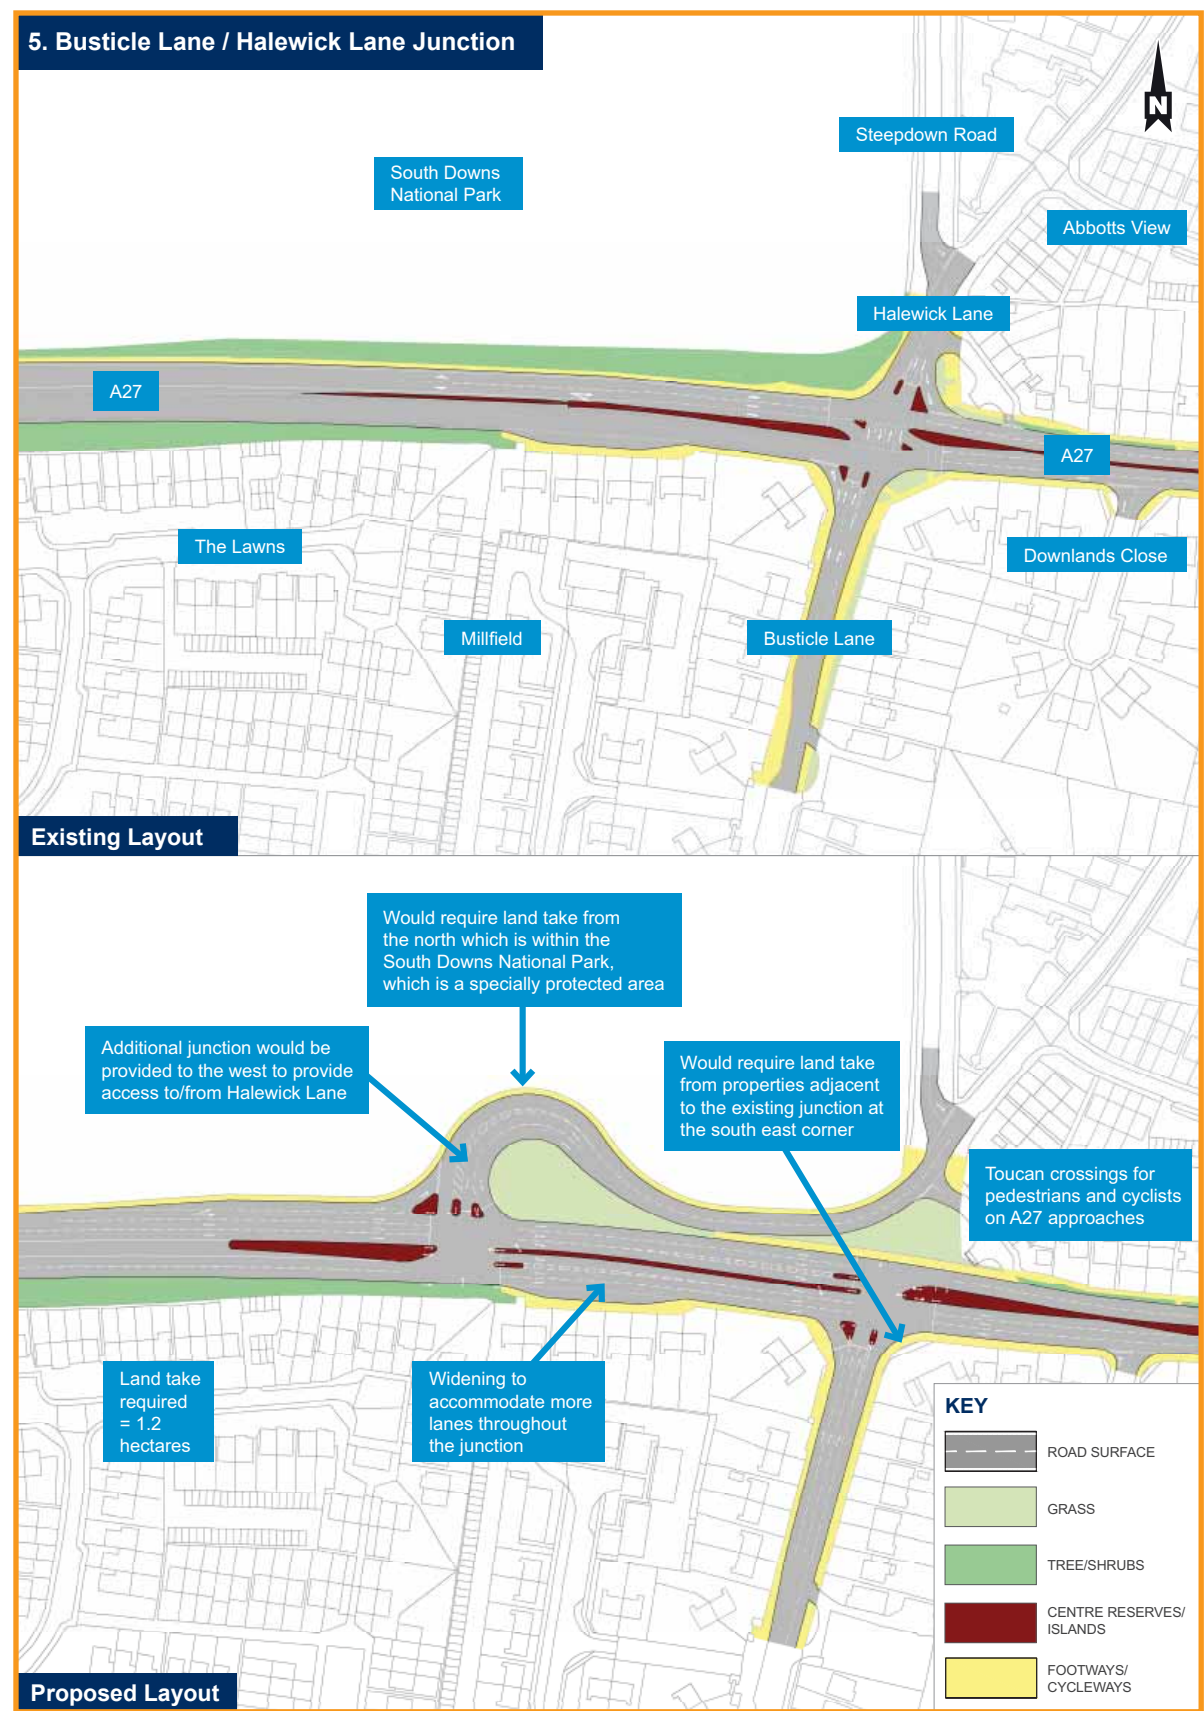 5. Busticle Lane / Halewick Lane Junction
N
Steepdown Road
South Downs
National Park
Abbotts View
Halewick Lane
A27
A27
The Lawns
Downlands Close
Millfield
Busticle Lane
Existing Layout
Would require land take from
the north which is within the
South Downs National Park,
which is a specially protected area
Additional junction would be
provided to the west to provide
access to/from Halewick Lane
Would require land take
from properties adjacent
to the existing junction at
the south east corner
Toucan crossings for
pedestrians and cyclists
on A27 approaches
Land take
required
= 1.2
hectares
Widening to
accommodate more
lanes throughout
the junction
KEY
ROAD SURFACE
GRASS
TREE/SHRUBS
CENTRE RESERVES/
ISLANDS
FOOTWAYS/
CYCLEWAYS
Proposed Layout